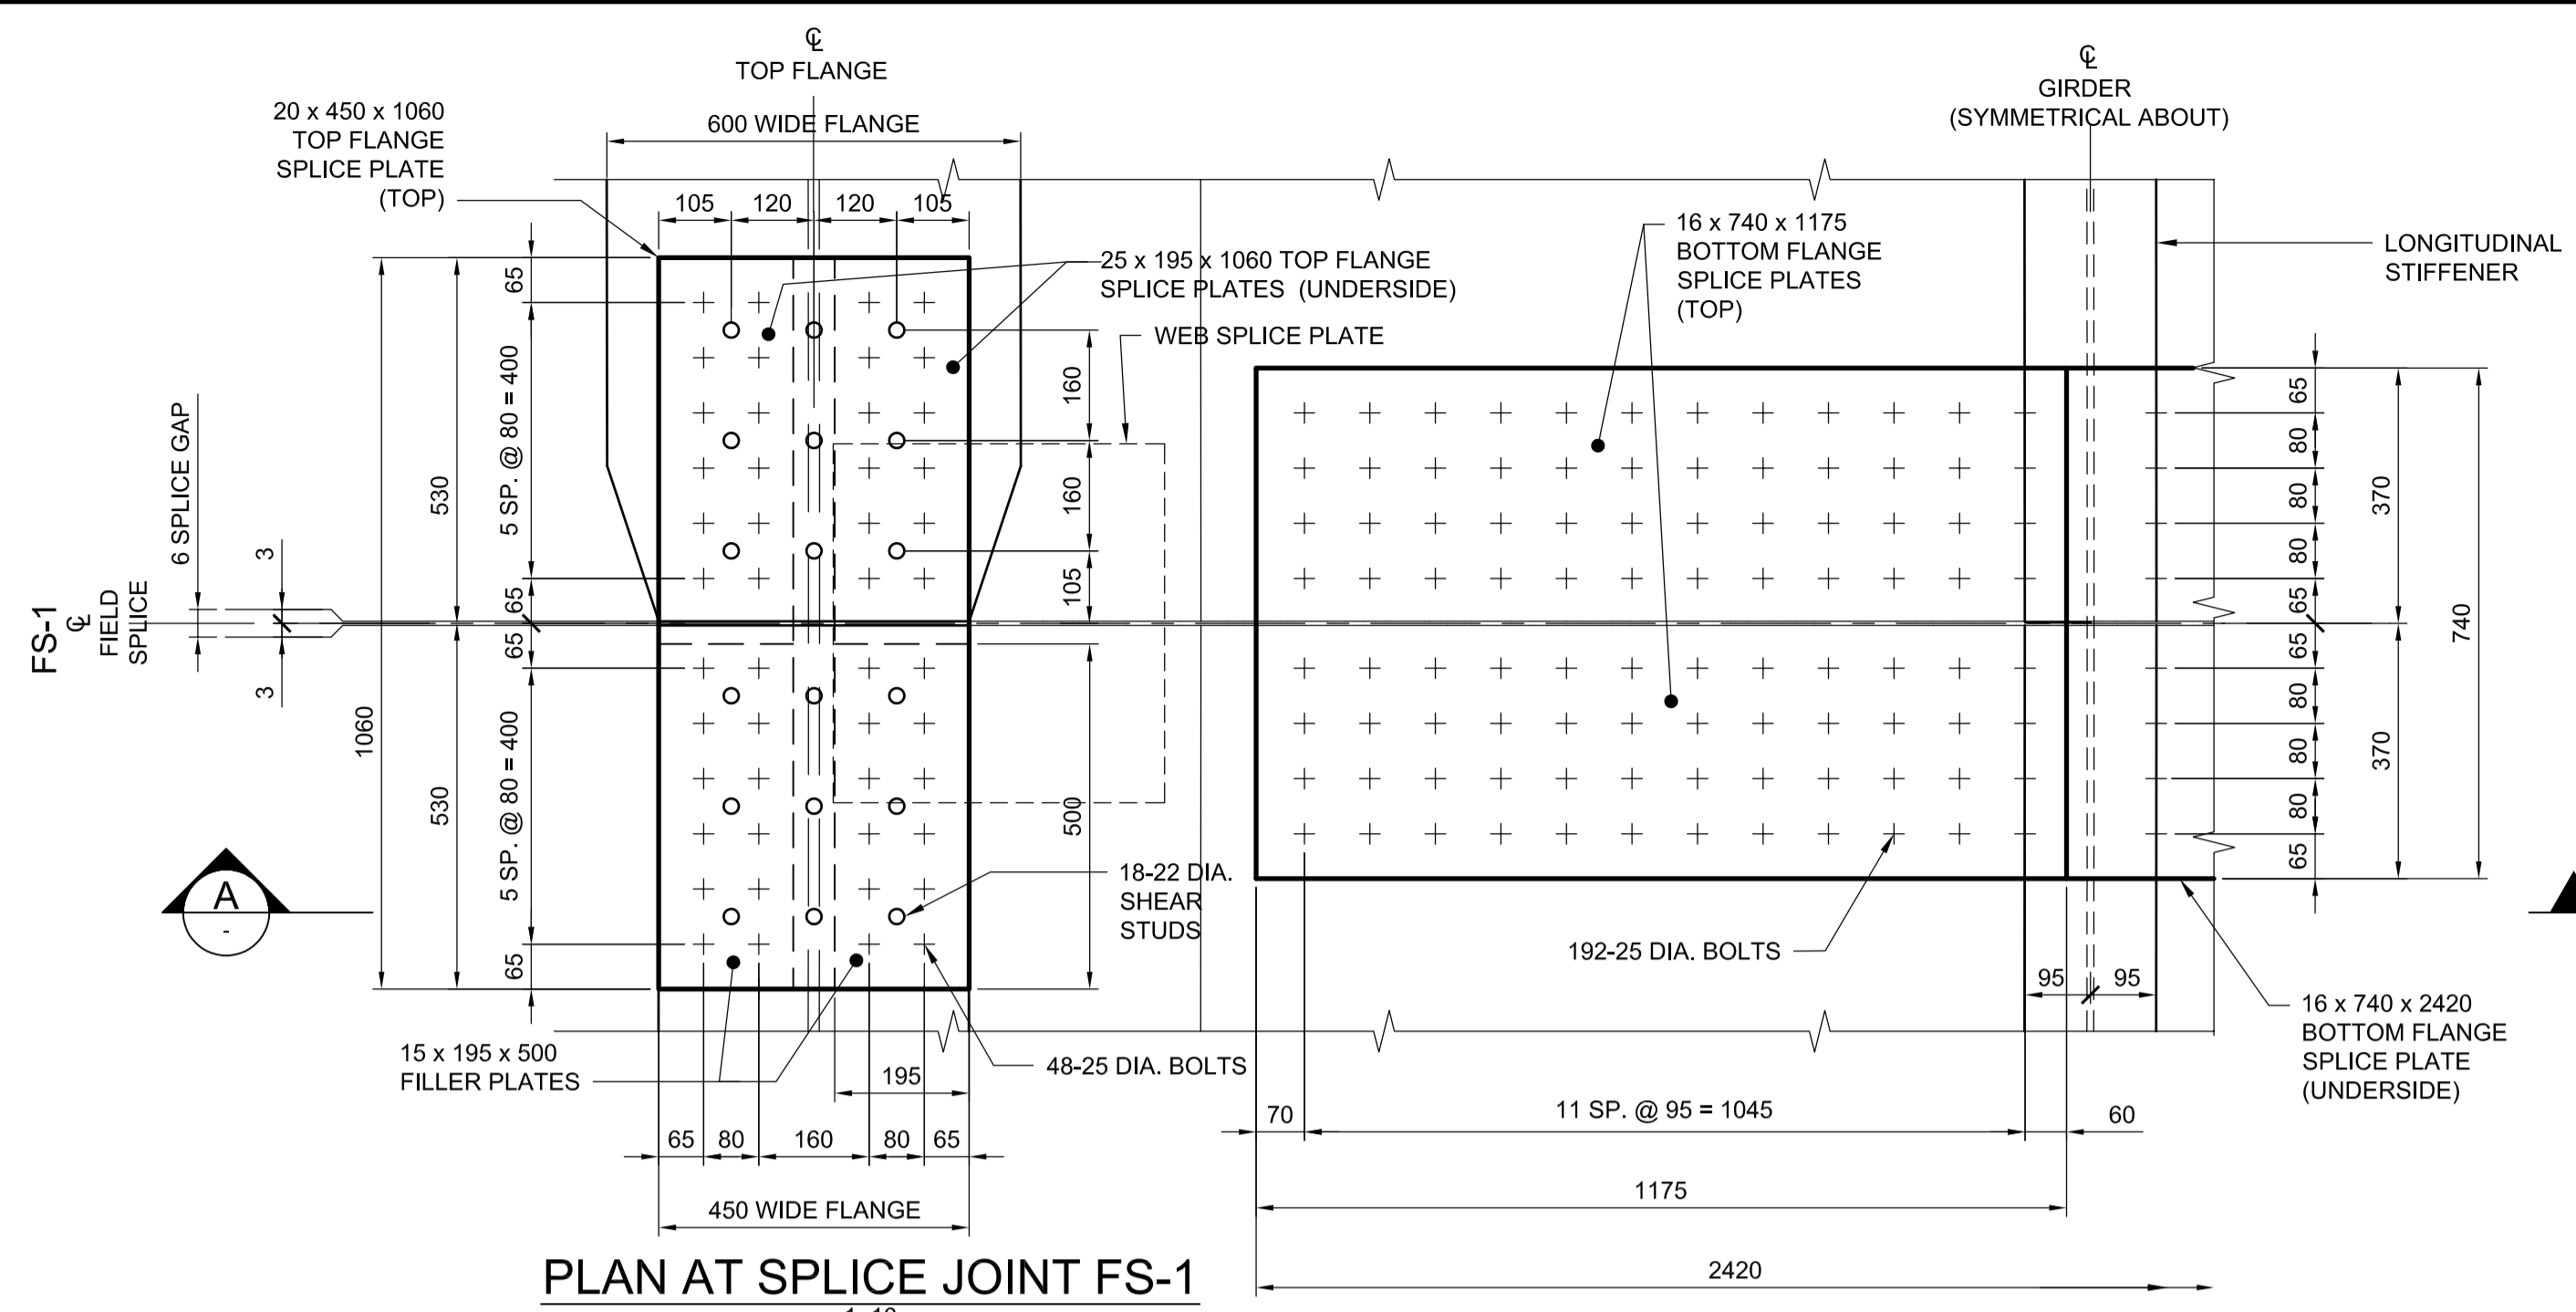 ℄
TOP FLANGE
℄
GIRDER
(SYMMETRICAL ABOUT)
20 x 450 x 1060
TOP FLANGE
SPLICE PLATE
(TOP)
600 WIDE FLANGE
105
120
120
105
25 x 195 x 1060 TOP FLANGE
SPLICE PLATES (UNDERSIDE)
WEB SPLICE PLATE
16 x 740 x 1175
BOTTOM FLANGE
SPLICE PLATES
(TOP)
LONGITUDINAL
STIFFENER
65
5 SP. @ 80 = 400
65
65
5 SP. @ 80 = 400
65
530
530
1060
6 SPLICE GAP
3
3
FS-1
℄
FIELD
SPLICE
160
160
105
500
65
80
80
80
65
65
80
80
80
65
370
370
740
A
-
18-22 DIA.
SHEAR
STUDS
192-25 DIA. BOLTS
95
95
16 x 740 x 2420
BOTTOM FLANGE
SPLICE PLATE
(UNDERSIDE)
15 x 195 x 500
FILLER PLATES
48-25 DIA. BOLTS
195
65
80
160
80
65
450 WIDE FLANGE
70
11 SP. @ 95 = 1045
60
1175
2420
PLAN AT SPLICE JOINT FS-1